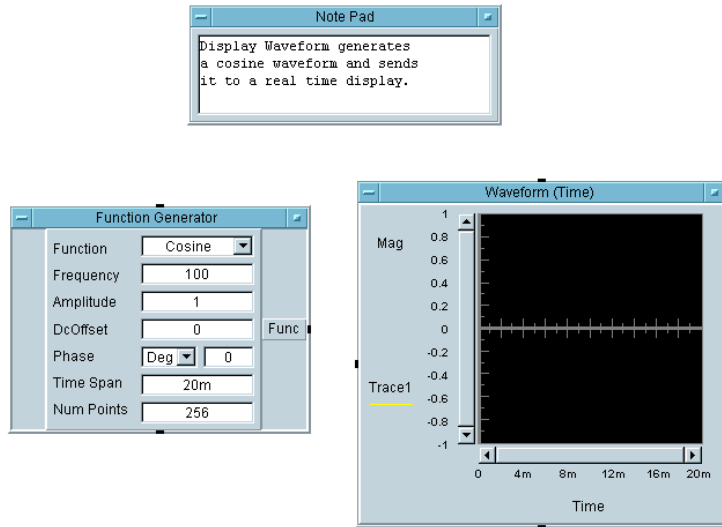 Note Pad
Display Waveform generates
a cosine waveform and sends
it to a real time display.
Function Generator
Function Cosine
Frequency 100
Amplitude 1
DcOffset 0
Func
Phase Deg 0
Time Span 20m
Num Points 256
Waveform (Time)
Mag
Trace1
1
0.8
0.6
0.4
0.2
0
-0.2
-0.4
-0.6
-0.8
-1
0 4m 8m 12m 16m 20m
Time